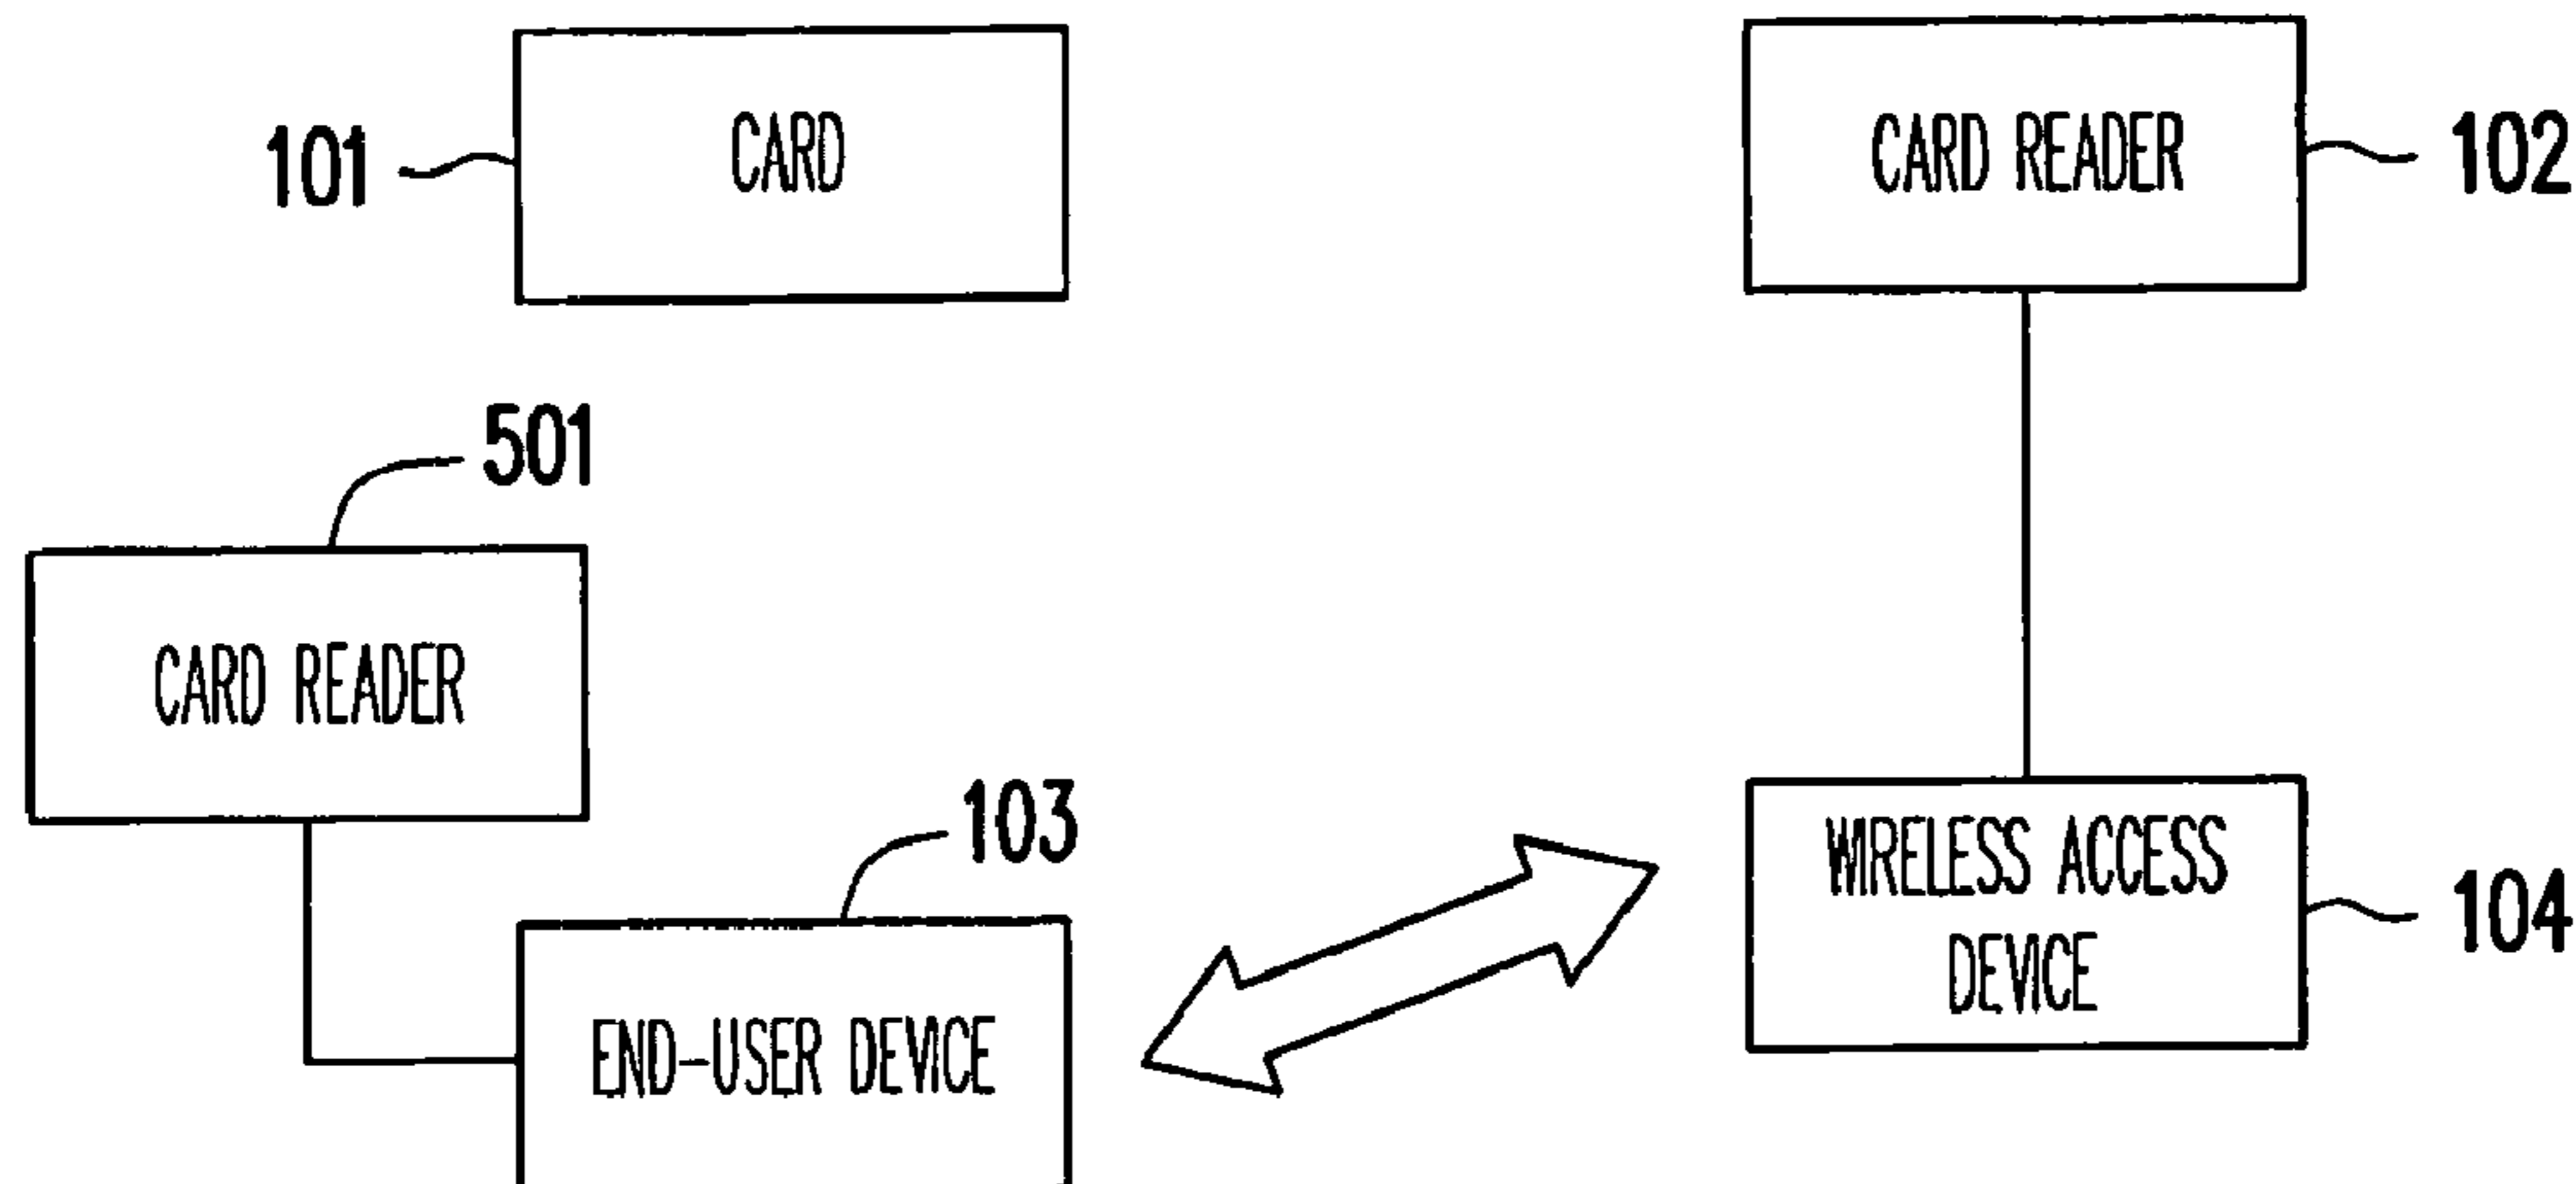 101
CARD
CARD READER
102
501
CARD READER
103
END-USER DEVICE
WIRELESS ACCESS
DEVICE
104